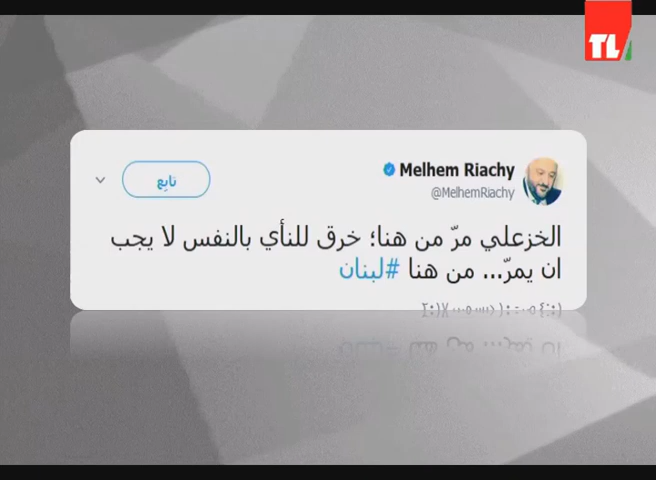 TL
Melhem Riachy
@MelhemRiachy
تابع
الخزعلي مرّ من هنا؛ خرق للنأي بالنفس لا يجب
ان يمرّ... من هنا #لبنان